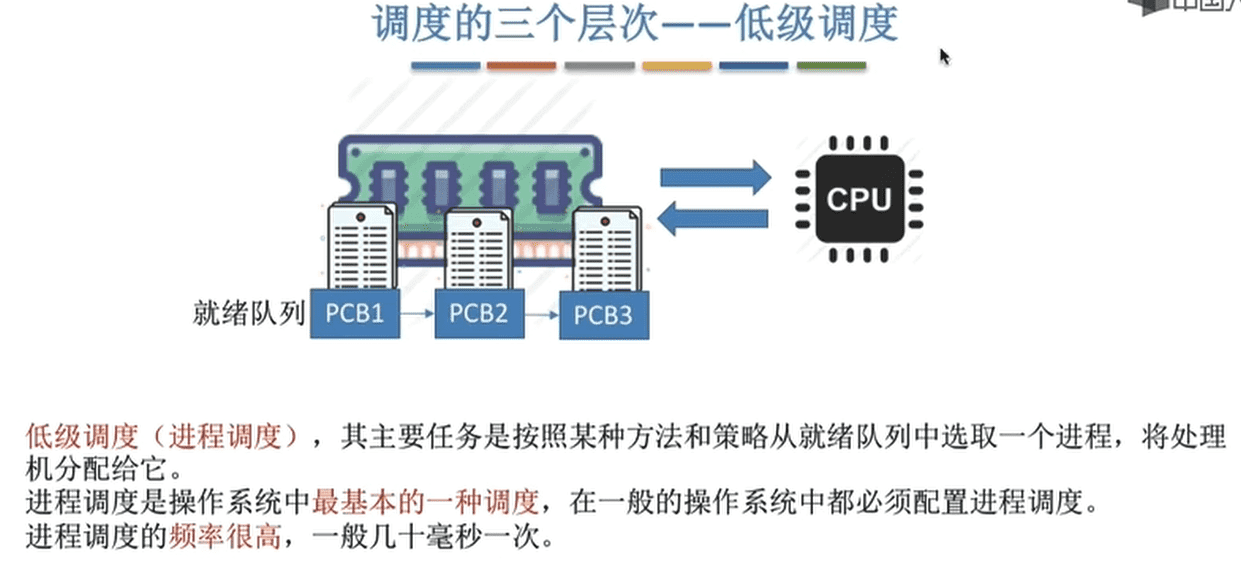 调度的三个层次——低级调度
CPU
就绪队列 PCB1 PCB2 PCB3
低级调度（进程调度），其主要任务是按照某种方法和策略从就绪队列中选取一个进程，将处理
机分配给它。
进程调度是操作系统中最基本的一种调度，在一般的操作系统中都必须配置进程调度。
进程调度的频率很高，一般几十毫秒一次。